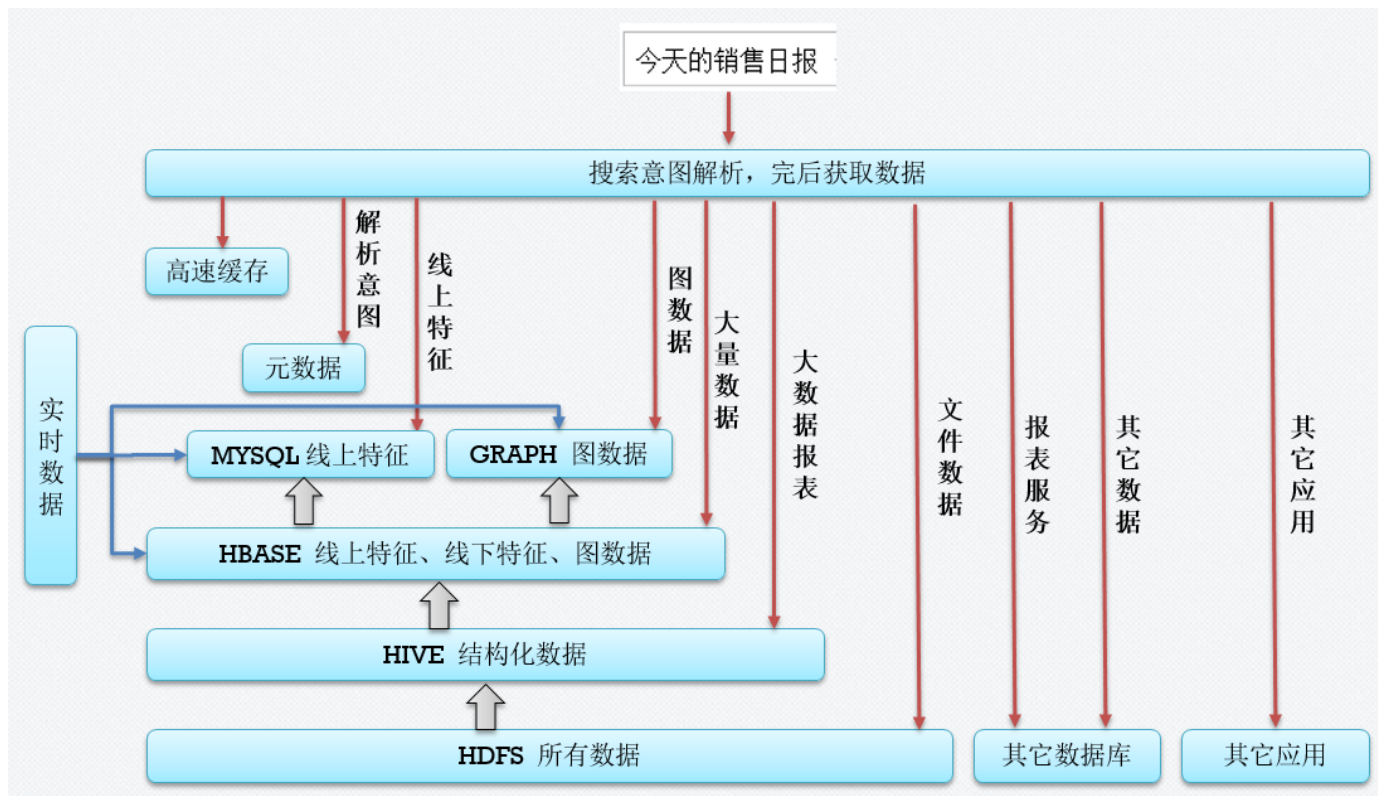 今天的销售日报
搜索意图解析，完后获取数据
高速缓存
解析意图
线上特征
图数据
大量数据
大数据报表
文件数据
报表服务
其它数据
其它应用
元数据
实时数据
MYSQL 线上特征
GRAPH 图数据
HBASE 线上特征、线下特征、图数据
HIVE 结构化数据
HDFS 所有数据
其它数据库
其它应用